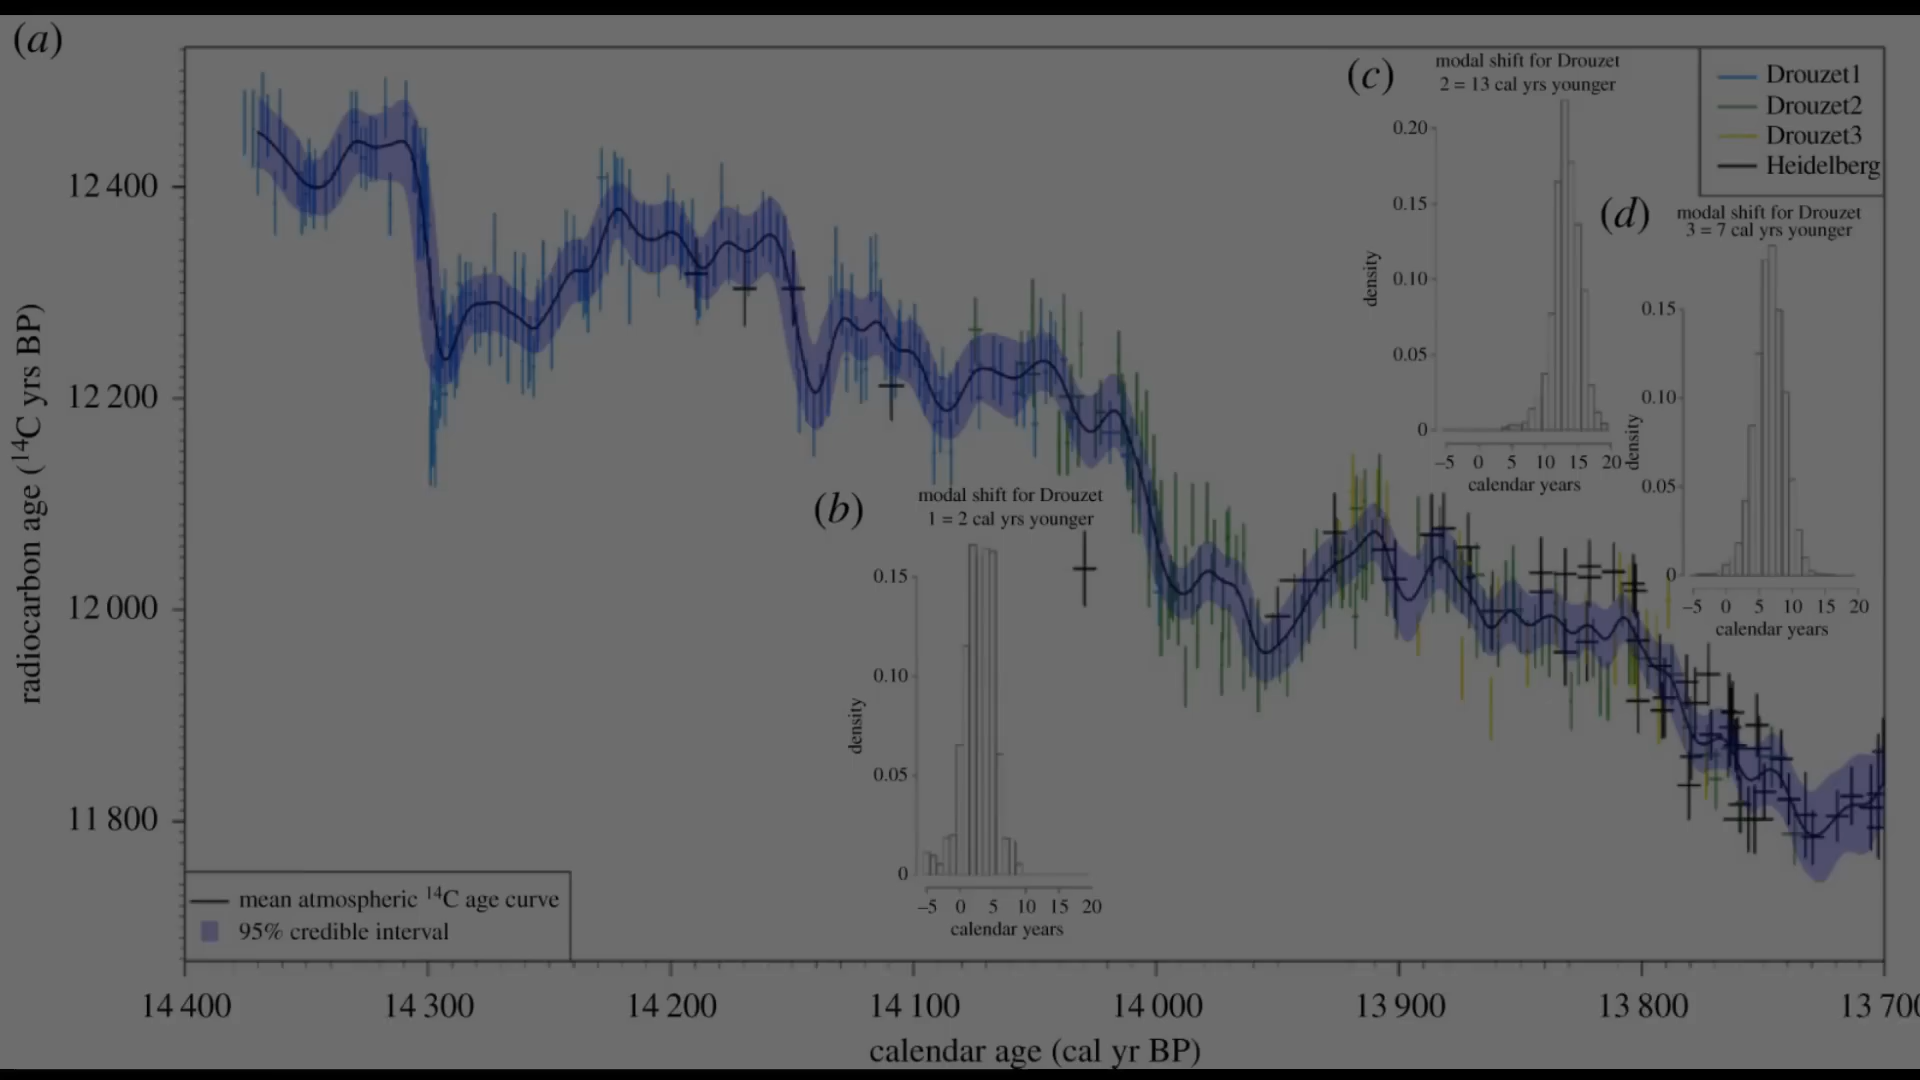 (a)
12 400
12 200
12 000
11 800
radiocarbon age (¹⁴C yrs BP)
mean atmospheric ¹⁴C age curve
95% credible interval
14 400
14 300
14 200
14 100
14 000
13 900
13 800
13 700
calendar age (cal yr BP)
(b)
modal shift for Drouzet
1 = 2 cal yrs younger
0.15
0.10
0.05
0
density
–5 0 5 10 15 20
calendar years
(c)
modal shift for Drouzet
2 = 13 cal yrs younger
0.20
0.15
0.10
0.05
0
density
–5 0 5 10 15 20
calendar years
(d)
modal shift for Drouzet
3 = 7 cal yrs younger
0.15
0.10
0.05
0
density
–5 0 5 10 15 20
calendar years
Drouzet1
Drouzet2
Drouzet3
Heidelberg